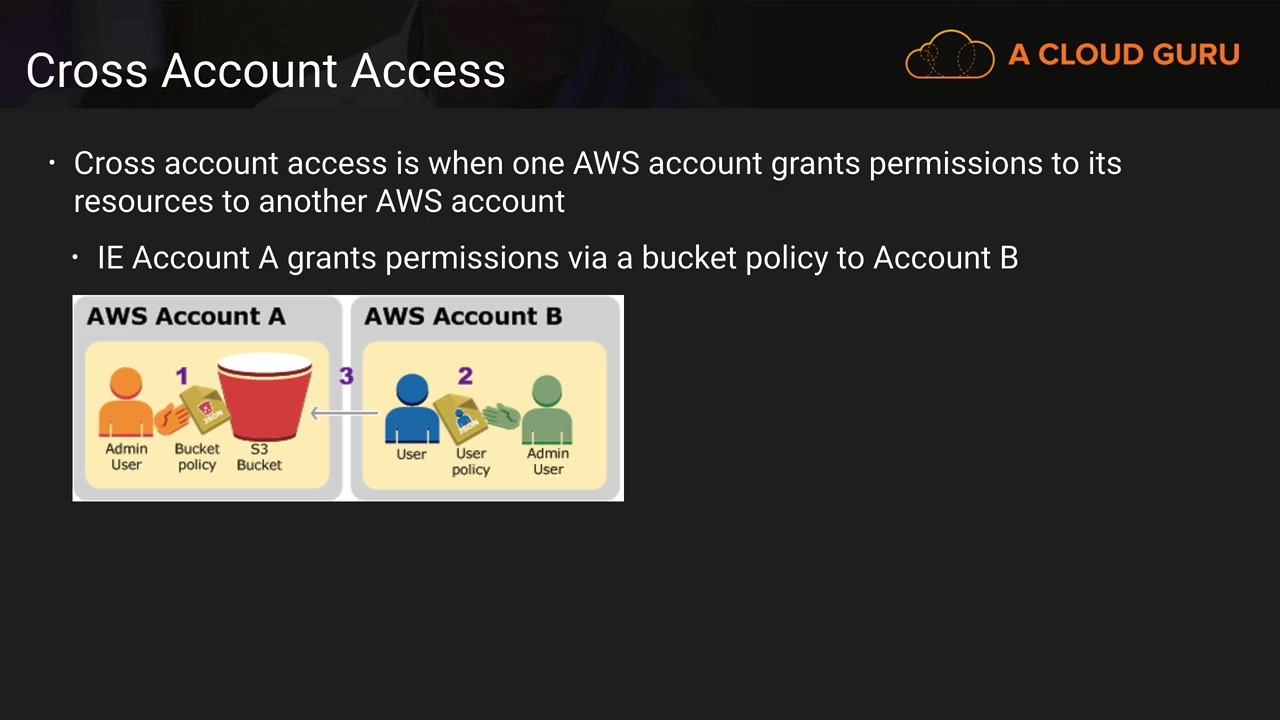 Cross Account Access
A CLOUD GURU
• Cross account access is when one AWS account grants permissions to its
resources to another AWS account
• IE Account A grants permissions via a bucket policy to Account B
AWS Account A
AWS Account B
1
3
2
JSON
JSON
Admin
User
Bucket
policy
S3
Bucket
User
User
policy
Admin
User